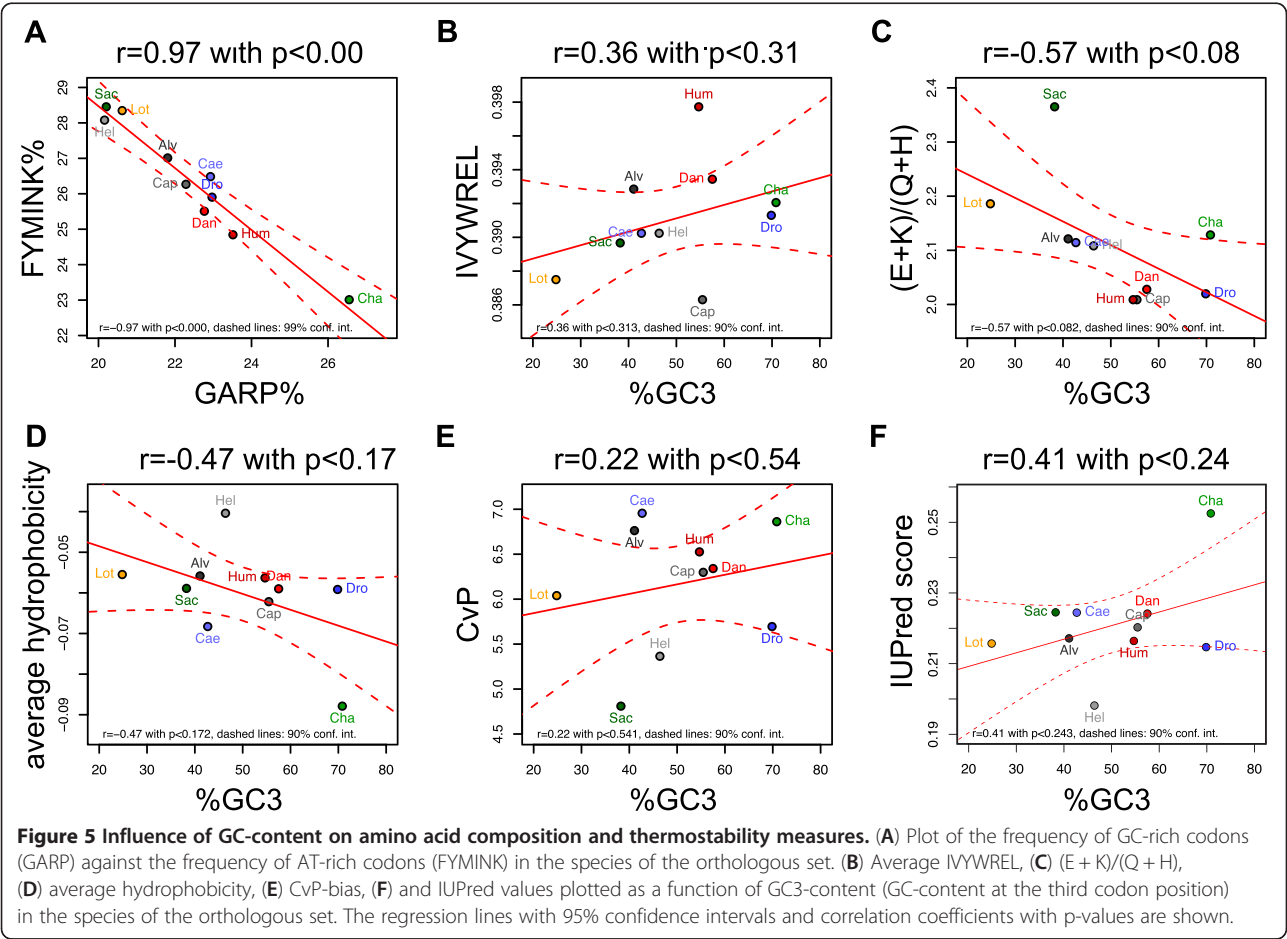 A
r=0.97 wıth p<0.00
FYMINK%
29
28
27
26
25
24
23
22
Sac
Lot
Hel
Alv
Cae
Cap
Dro
Dan
Hum
Cha
r=−0.97 with p<0.000, dashed lines: 99% conf. int.
20 22 24 26
GARP%
B
r=0.36 with p<0.31
IVYWREL
0.398
0.394
0.390
0.386
Hum
Alv
Dan
Cha
Dro
Cae
Hel
Sac
Lot
Cap
r=0.36 with p<0.313, dashed lines: 90% conf. int.
20 30 40 50 60 70 80
%GC3
C
r=-0.57 with p<0.08
(E+K)/(Q+H)
2.4
2.3
2.2
2.1
2.0
Sac
Lot
Cha
Alv
Cae
Hel
Dan
Hum
Cap
Dro
r=−0.57 with p<0.082, dashed lines: 90% conf. int.
20 30 40 50 60 70 80
%GC3
D
r=-0.47 wıth p<0.17
average hydrophobicity
−0.05
−0.07
−0.09
Hel
Lot
Alv
Hum
Dan
Dro
Sac
Cap
Cae
Cha
r=−0.47 with p<0.172, dashed lines: 90% conf. int.
20 30 40 50 60 70 80
%GC3
E
r=0.22 with p<0.54
CvP
7.0
6.5
6.0
5.5
5.0
4.5
Cae
Alv
Cha
Hum
Cap
Dan
Lot
Dro
Hel
Sac
r=0.22 with p<0.541, dashed lines: 90% conf. int.
20 30 40 50 60 70 80
%GC3
F
r=0.41 with p<0.24
IUPred score
0.25
0.23
0.21
0.19
Cha
Sac
Cae
Dan
Cap
Lot
Alv
Hum
Dro
Hel
r=0.41 with p<0.243, dashed lines: 90% conf. int.
20 30 40 50 60 70 80
%GC3
Figure 5 Influence of GC-content on amino acid composition and thermostability measures. (A) Plot of the frequency of GC-rich codons
(GARP) against the frequency of AT-rich codons (FYMINK) in the species of the orthologous set. (B) Average IVYWREL, (C) (E + K)/(Q + H),
(D) average hydrophobicity, (E) CvP-bias, (F) and IUPred values plotted as a function of GC3-content (GC-content at the third codon position)
in the species of the orthologous set. The regression lines with 95% confidence intervals and correlation coefficients with p-values are shown.